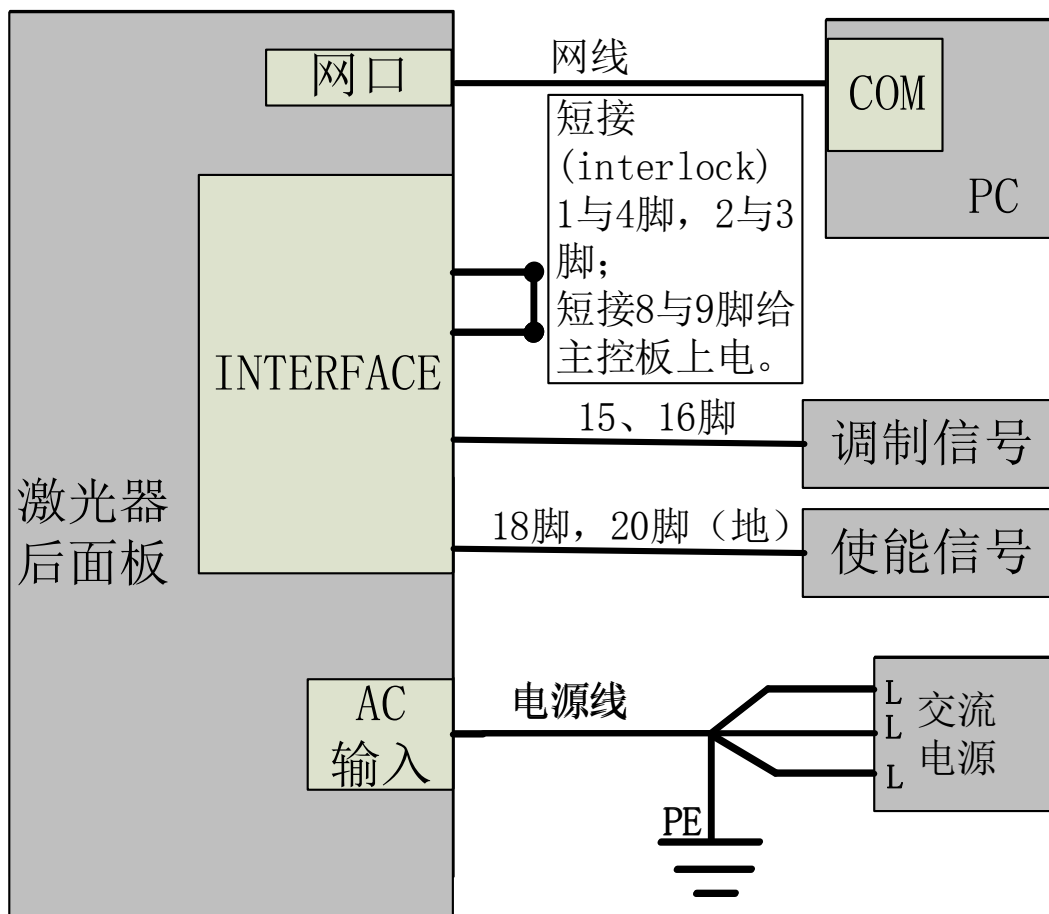 网口
网线
COM
PC
短接
(interlock)
1与4脚，2与3
脚；
短接8与9脚给
主控板上电。
INTERFACE
15、16脚
调制信号
激光器
后面板
18脚，20脚（地）
使能信号
AC
输入
电源线
L
L
L
交流
电源
PE